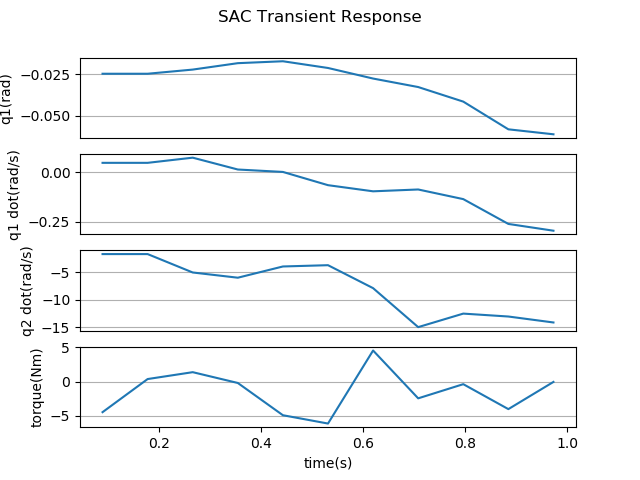 SAC Transient Response
q1(rad)
−0.025
−0.050
q1 dot(rad/s)
0.00
−0.25
q2 dot(rad/s)
−5
−10
−15
torque(Nm)
5
0
−5
0.2 0.4 0.6 0.8 1.0
time(s)